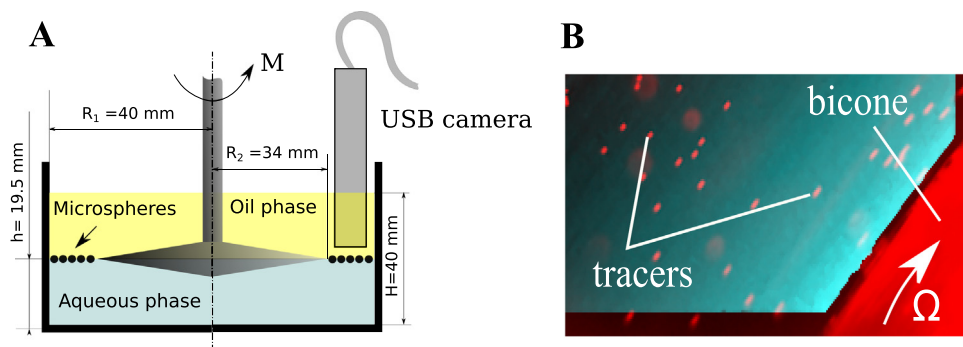 A
M
R₁ =40 mm
USB camera
R₂ =34 mm
h= 19.5 mm
Microspheres
Oil phase
H=40 mm
Aqueous phase
B
bicone
tracers
Ω